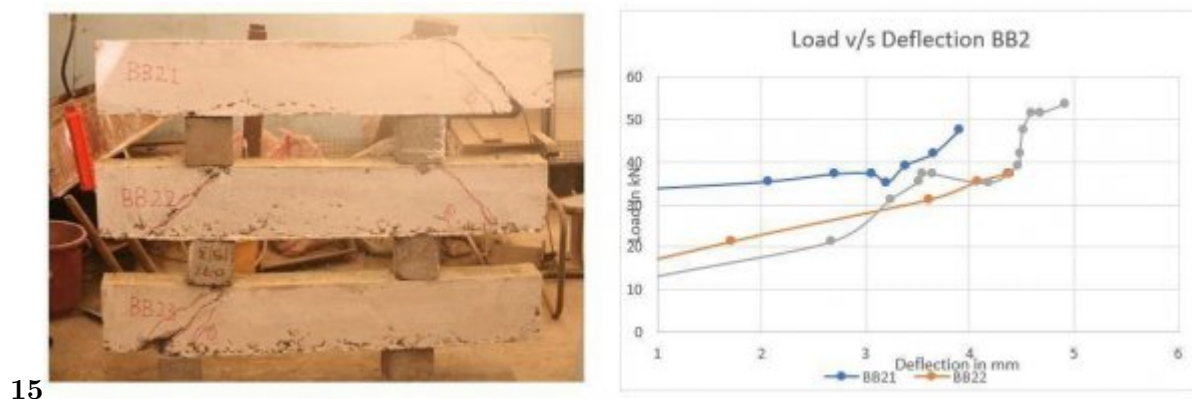 BB21
BB22
BB23
Load v/s Deflection BB2
60
50
40
30
20
10
0
Load in kN
1 2 3 4 5 6
Deflection in mm
BB21 BB22
15